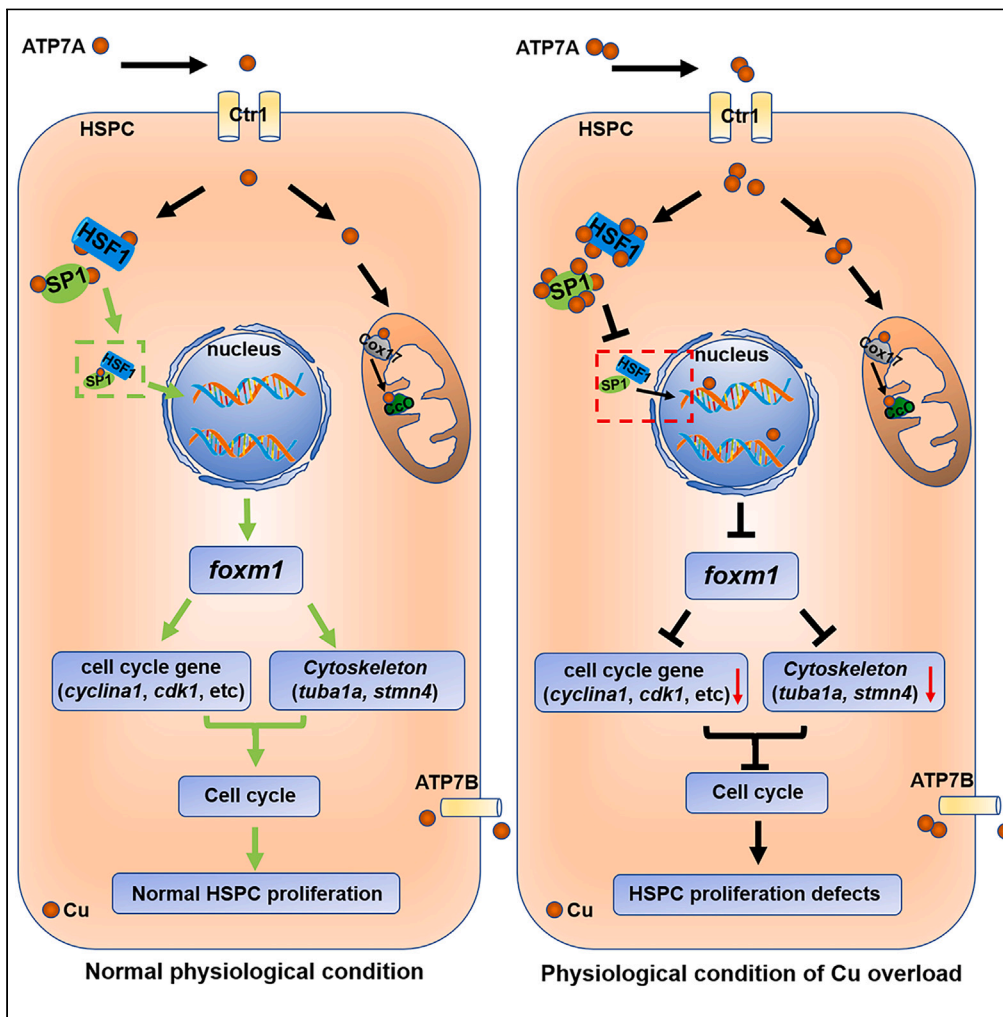 ATP7A
Ctr1
HSPC
HSF1
SP1
HSF1
SP1
nucleus
Cox17
CcO
foxm1
cell cycle gene
(cyclina1, cdk1, etc)
Cytoskeleton
(tuba1a, stmn4)
Cell cycle
ATP7B
Normal HSPC proliferation
Cu
Normal physiological condition
ATP7A
Ctr1
HSPC
HSF1
SP1
HSF1
SP1
nucleus
Cox17
CcO
foxm1
cell cycle gene
(cyclina1, cdk1, etc)
Cytoskeleton
(tuba1a, stmn4)
Cell cycle
ATP7B
HSPC proliferation defects
Cu
Physiological condition of Cu overload